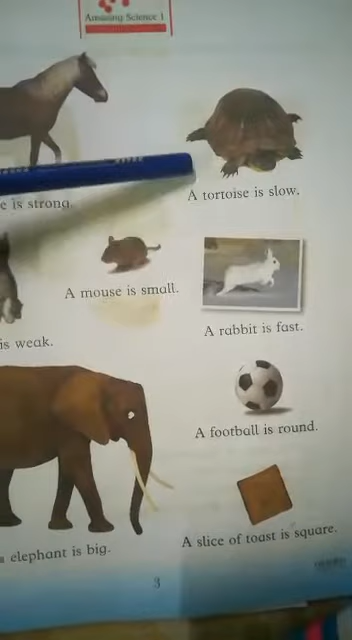 Amazing Science 1
e is strong.
A tortoise is slow.
A mouse is small.
is weak.
A rabbit is fast.
A football is round.
elephant is big.
A slice of toast is square.
3